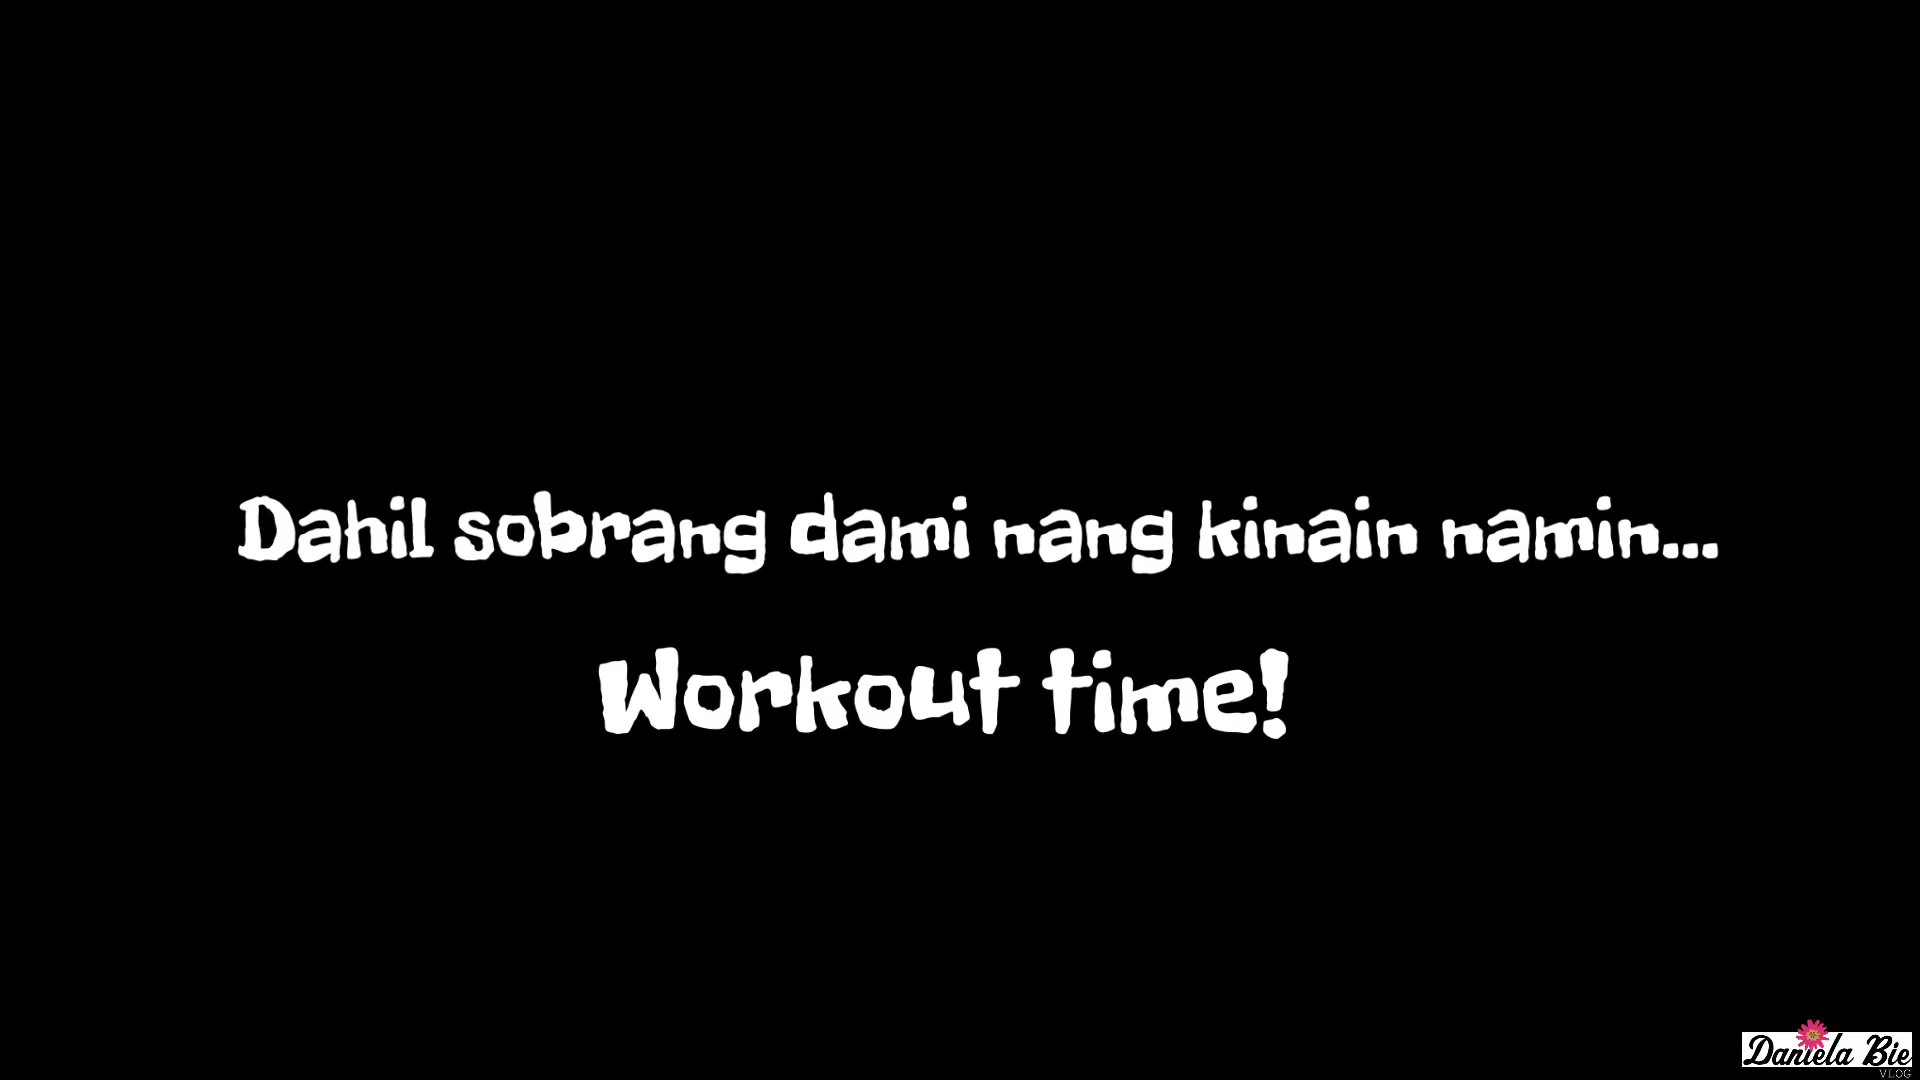 Dahil sobrang dami nang kinain namin...
Workout time!
Daniela Bie
VLOG